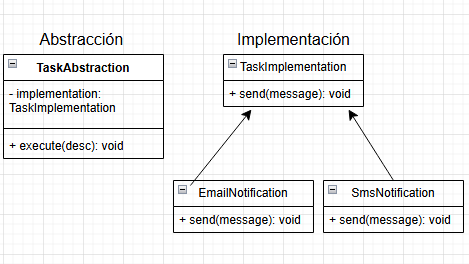 Abstracción
Implementación
TaskAbstraction
- implementation:
TaskImplementation
+ execute(desc): void
TaskImplementation
+ send(message): void
EmailNotification
+ send(message): void
SmsNotification
+ send(message): void